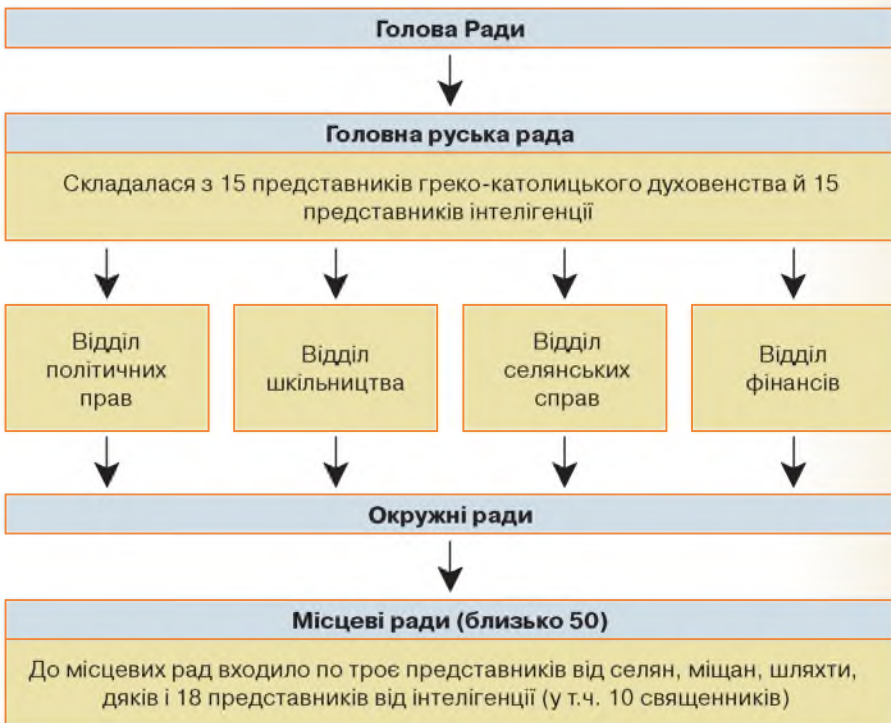 Голова Ради
Головна руська рада
Складалася з 15 представників греко-католицького духовенства й 15
представників інтелігенції
Відділ
політичних
прав
Відділ
шкільництва
Відділ
селянських
справ
Відділ
фінансів
Окружні ради
Місцеві ради (близько 50)
До місцевих рад входило по троє представників від селян, міщан, шляхти,
дяків і 18 представників від інтелігенції (у т.ч. 10 священників)